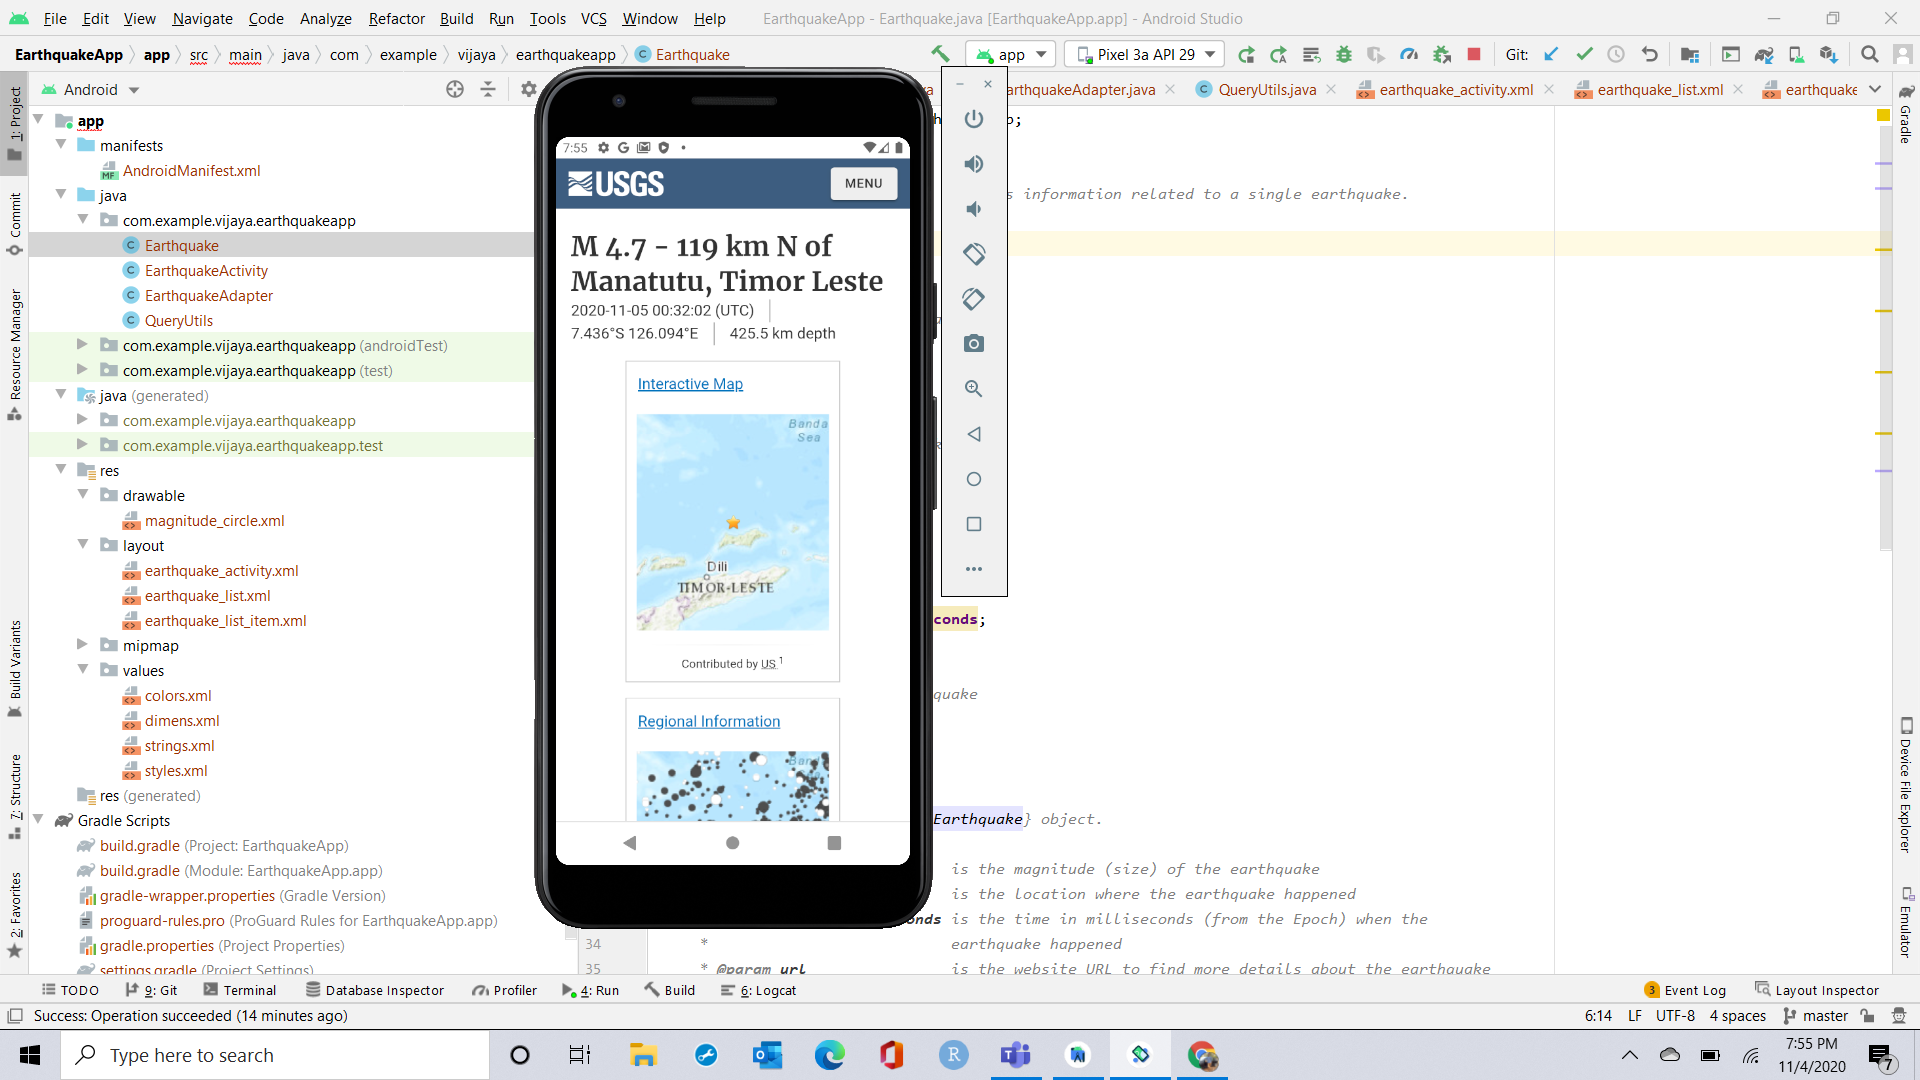 File Edit View Navigate Code Analyze Refactor Build Run Tools VCS Window Help EarthquakeApp - Earthquake.java [EarthquakeApp.app] - Android Studio
EarthquakeApp app src main java com example vijaya earthquakeapp Earthquake app Pixel 3a API 29 Git:
Android
arthquakeAdapter.java QueryUtils.java earthquake_activity.xml earthquake_list.xml earthquake
1: Project
Commit
Resource Manager
Build Variants
7: Structure
2: Favorites
app
manifests
MF AndroidManifest.xml
java
com.example.vijaya.earthquakeapp
C Earthquake
C EarthquakeActivity
C EarthquakeAdapter
C QueryUtils
com.example.vijaya.earthquakeapp (androidTest)
com.example.vijaya.earthquakeapp (test)
java (generated)
com.example.vijaya.earthquakeapp
com.example.vijaya.earthquakeapp.test
res
drawable
magnitude_circle.xml
layout
earthquake_activity.xml
earthquake_list.xml
earthquake_list_item.xml
mipmap
values
colors.xml
dimens.xml
strings.xml
styles.xml
res (generated)
Gradle Scripts
build.gradle (Project: EarthquakeApp)
build.gradle (Module: EarthquakeApp.app)
gradle-wrapper.properties (Gradle Version)
proguard-rules.pro (ProGuard Rules for EarthquakeApp.app)
gradle.properties (Project Properties)
settings.gradle (Project Settings)
7:55
USGS
MENU
M 4.7 - 119 km N of
Manatutu, Timor Leste
2020-11-05 00:32:02 (UTC)
7.436°S 126.094°E 425.5 km depth
Interactive Map
Banda
Sea
Dili
TIMOR-LESTE
Contributed by US 1
Regional Information
s information related to a single earthquake.
conds;
quake
Earthquake} object.
is the magnitude (size) of the earthquake
is the location where the earthquake happened
onds is the time in milliseconds (from the Epoch) when the
34 * earthquake happened
35 * @param url is the website URL to find more details about the earthquake
Gradle
Device File Explorer
Emulator
TODO 9: Git Terminal Database Inspector Profiler 4: Run Build 6: Logcat 3 Event Log Layout Inspector
Success: Operation succeeded (14 minutes ago) 6:14 LF UTF-8 4 spaces master
Type here to search
7:55 PM
11/4/2020
7